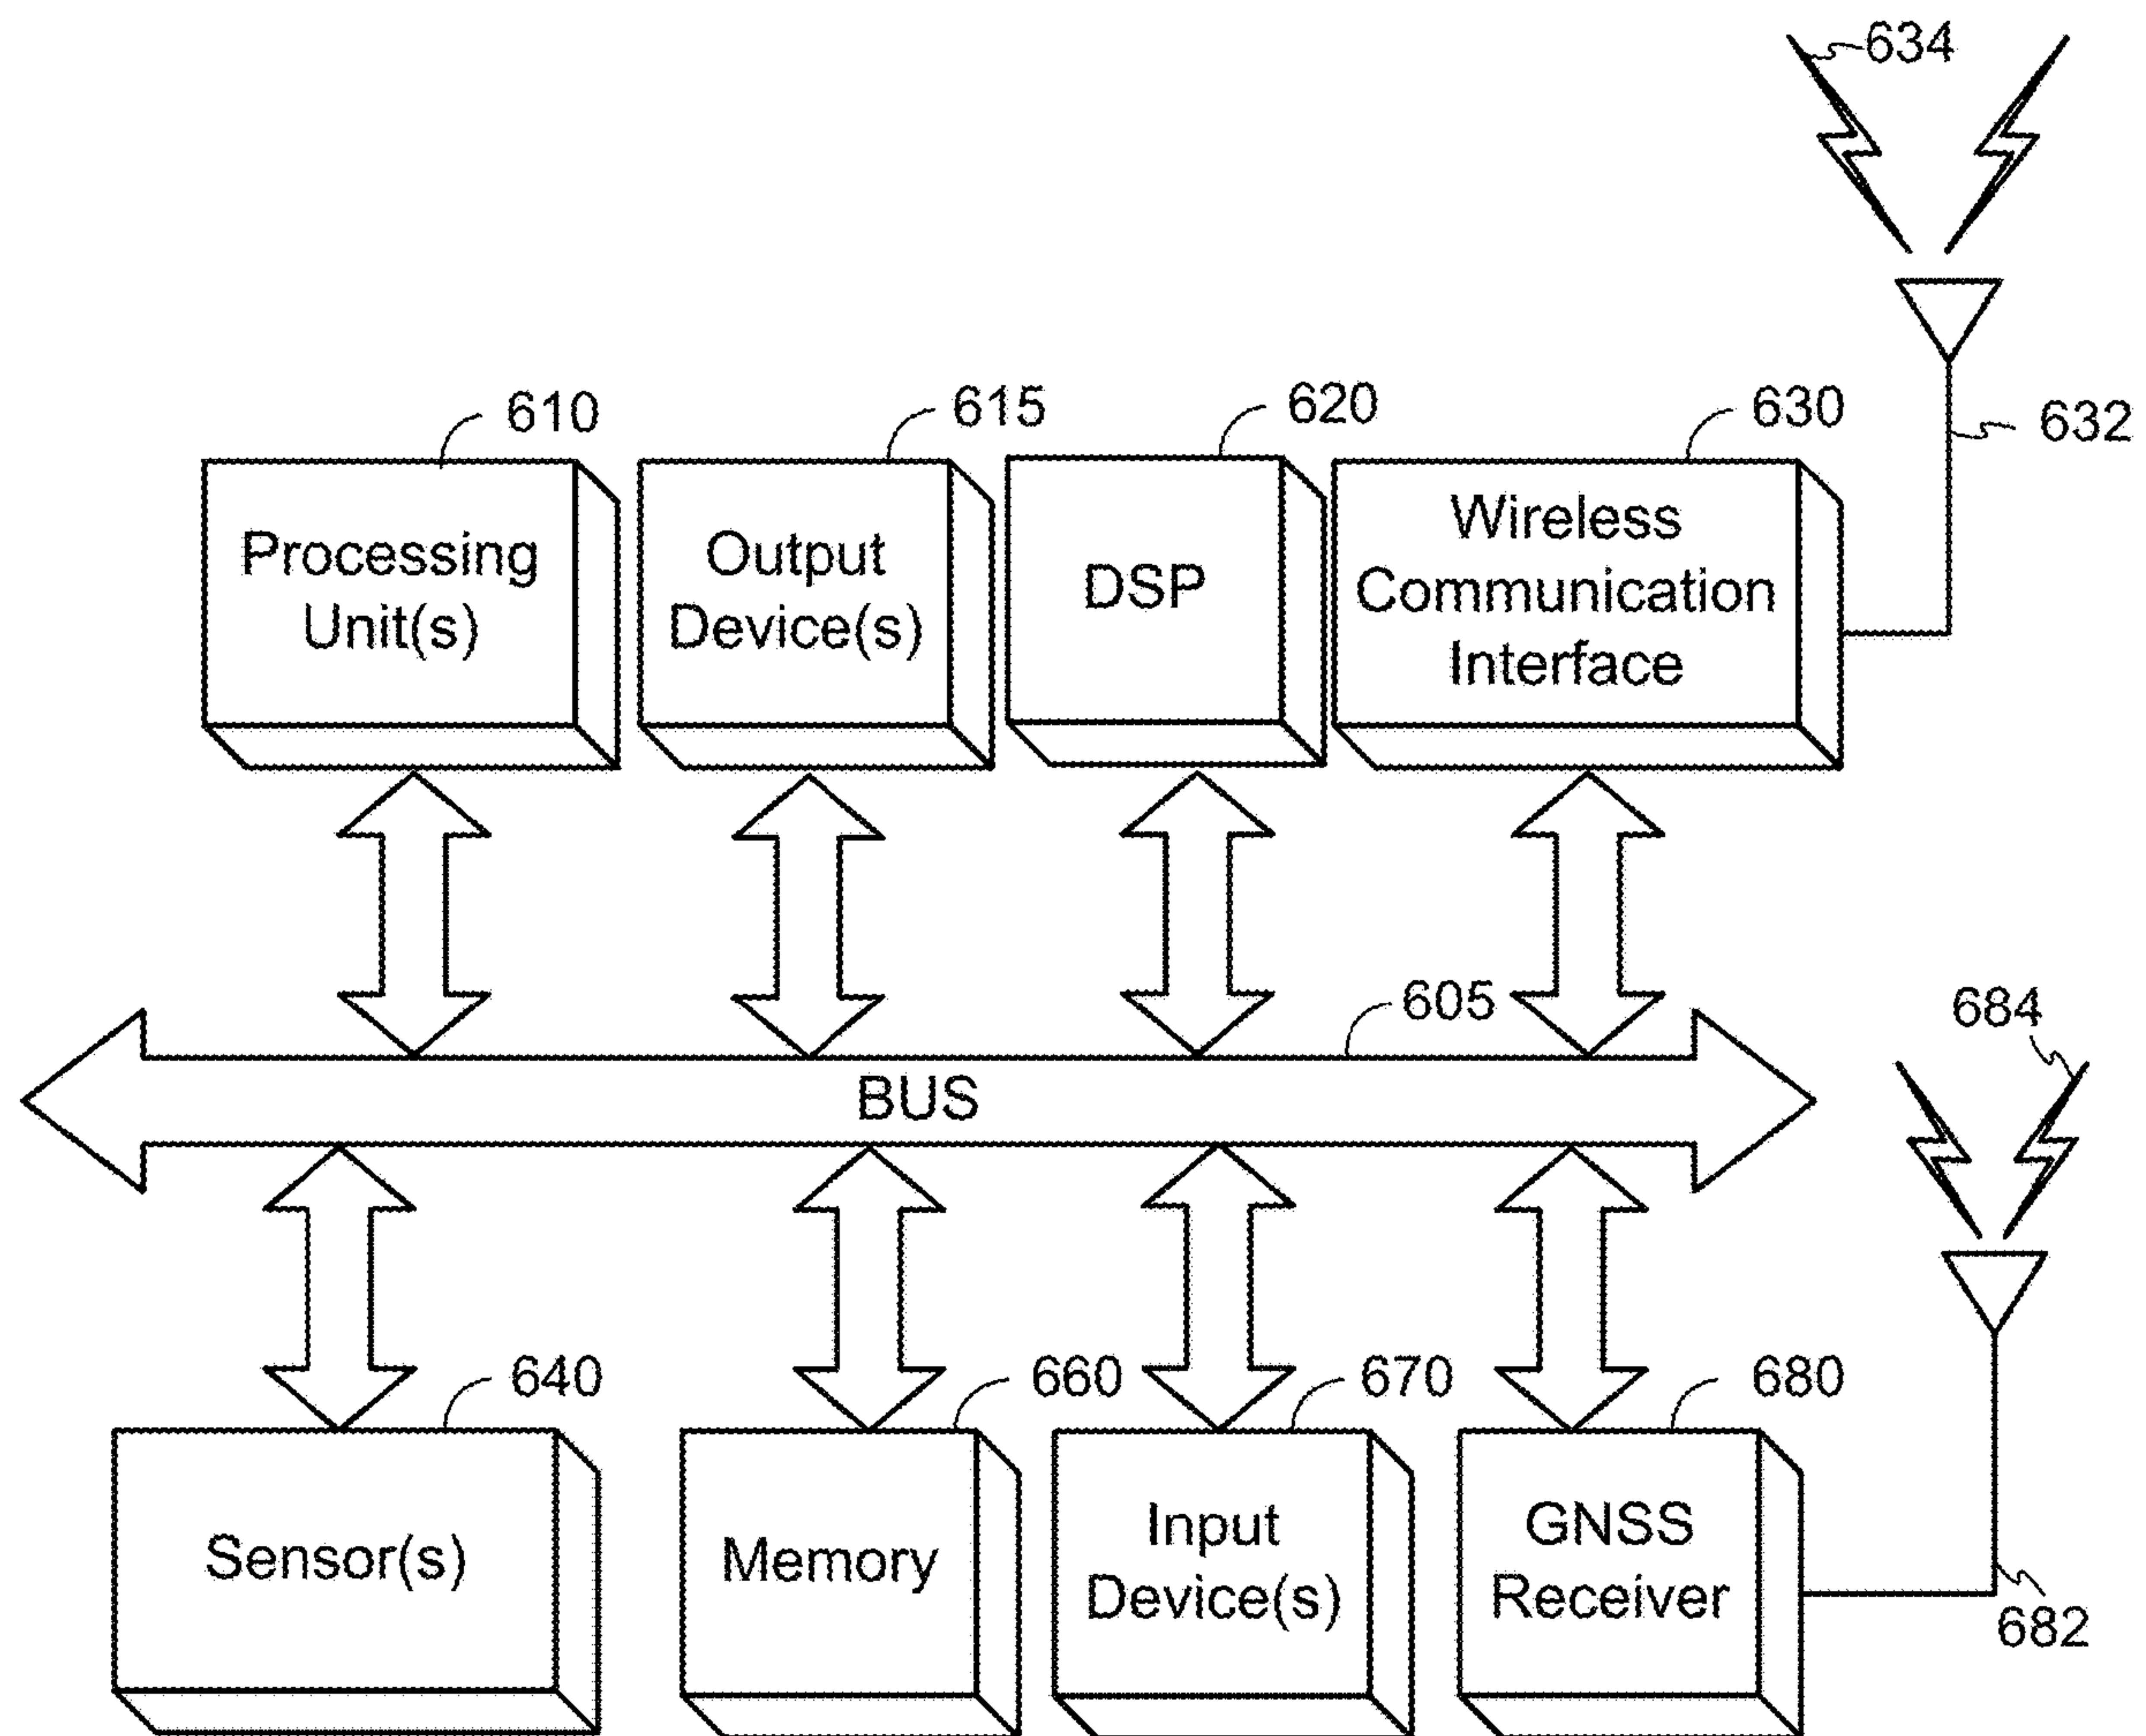 634
610
615
620
630
632
Processing
Unit(s)
Output
Device(s)
DSP
Wireless
Communication
Interface
605
684
BUS
640
660
670
680
Sensor(s)
Memory
Input
Device(s)
GNSS
Receiver
682